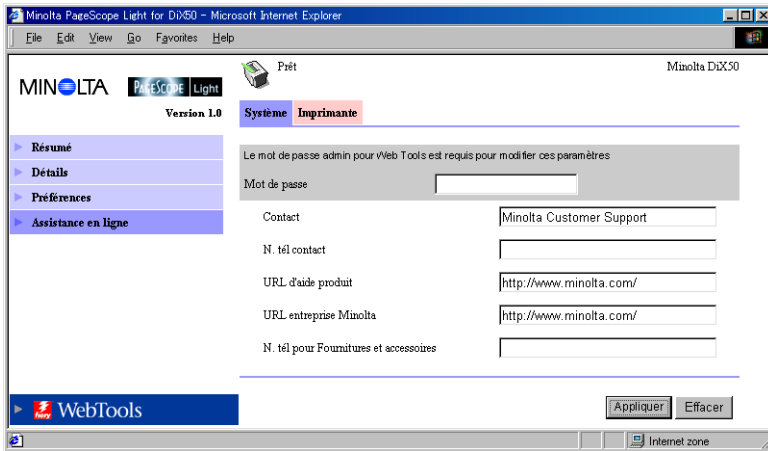 Minolta PageScope Light for DiX50 - Microsoft Internet Explorer
File Edit View Go Favorites Help
MINOLTA PAGESCOPE Light
Version 1.0
Prêt
Minolta DiX50
Système Imprimante
Résumé
Détails
Préférences
Assistance en ligne
Le mot de passe admin pour Web Tools est requis pour modifier ces paramètres
Mot de passe
Contact Minolta Customer Support
N. tél contact
URL d'aide produit http://www.minolta.com/
URL entreprise Minolta http://www.minolta.com/
N. tél pour Fournitures et accessoires
fiery WebTools
Appliquer Effacer
Internet zone